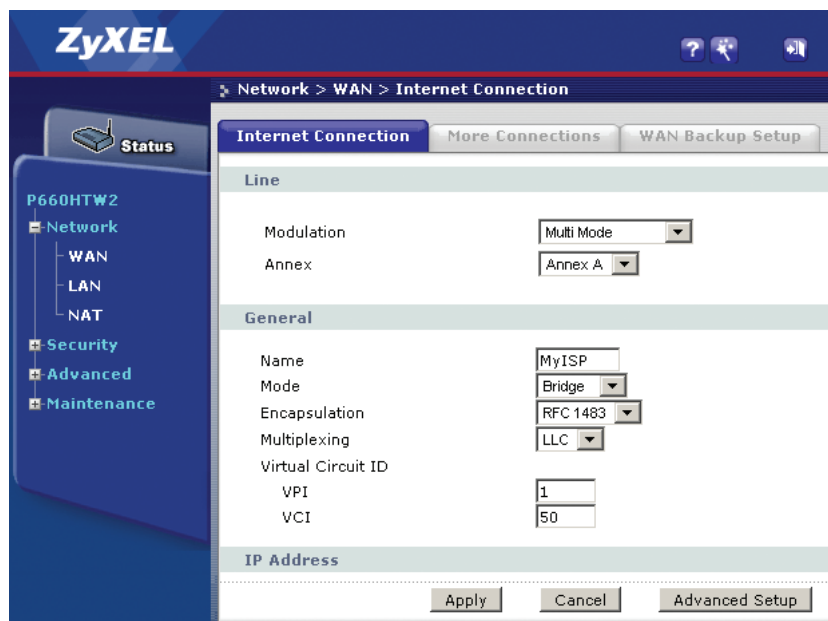 ZyXEL
?
Network > WAN > Internet Connection
Status
Internet Connection More Connections WAN Backup Setup
P660HTW2
Network
WAN
LAN
NAT
Security
Advanced
Maintenance
Line
Modulation Multi Mode
Annex Annex A
General
Name MyISP
Mode Bridge
Encapsulation RFC 1483
Multiplexing LLC
Virtual Circuit ID
VPI 1
VCI 50
IP Address
Apply Cancel Advanced Setup